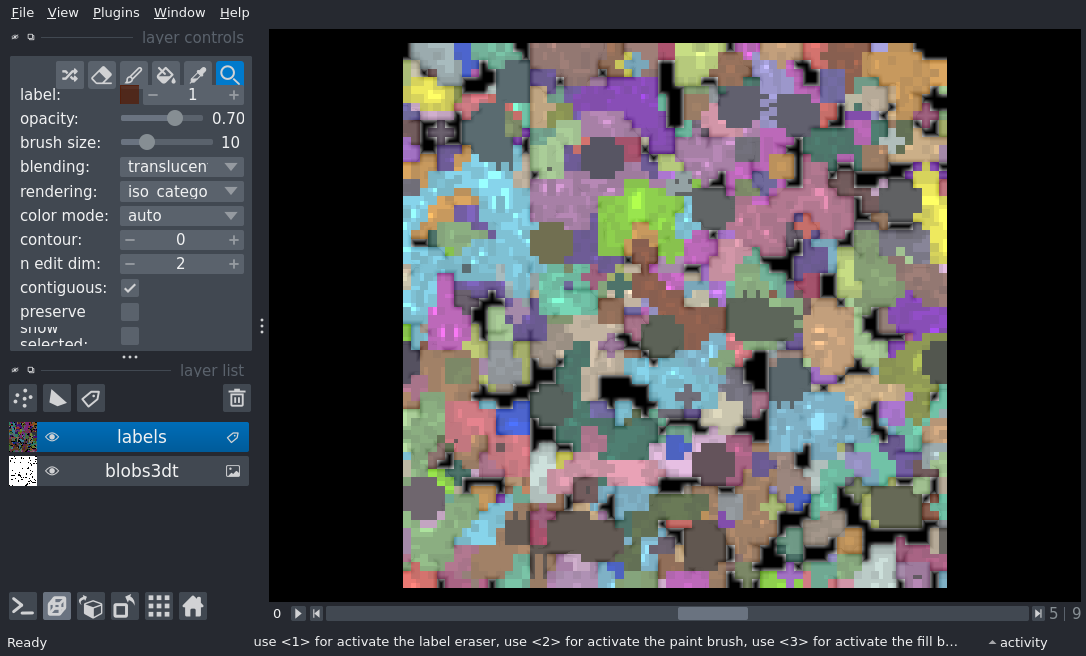 File View Plugins Window Help
layer controls
label: 1
opacity: 0.70
brush size: 10
blending: translucen
rendering: iso_catego
color mode: auto
contour: 0
n edit dim: 2
contiguous:
preserve
show
selected:
layer list
labels
blobs3dt
0 5 | 9
Ready use <1> for activate the label eraser, use <2> for activate the paint brush, use <3> for activate the fill b... activity